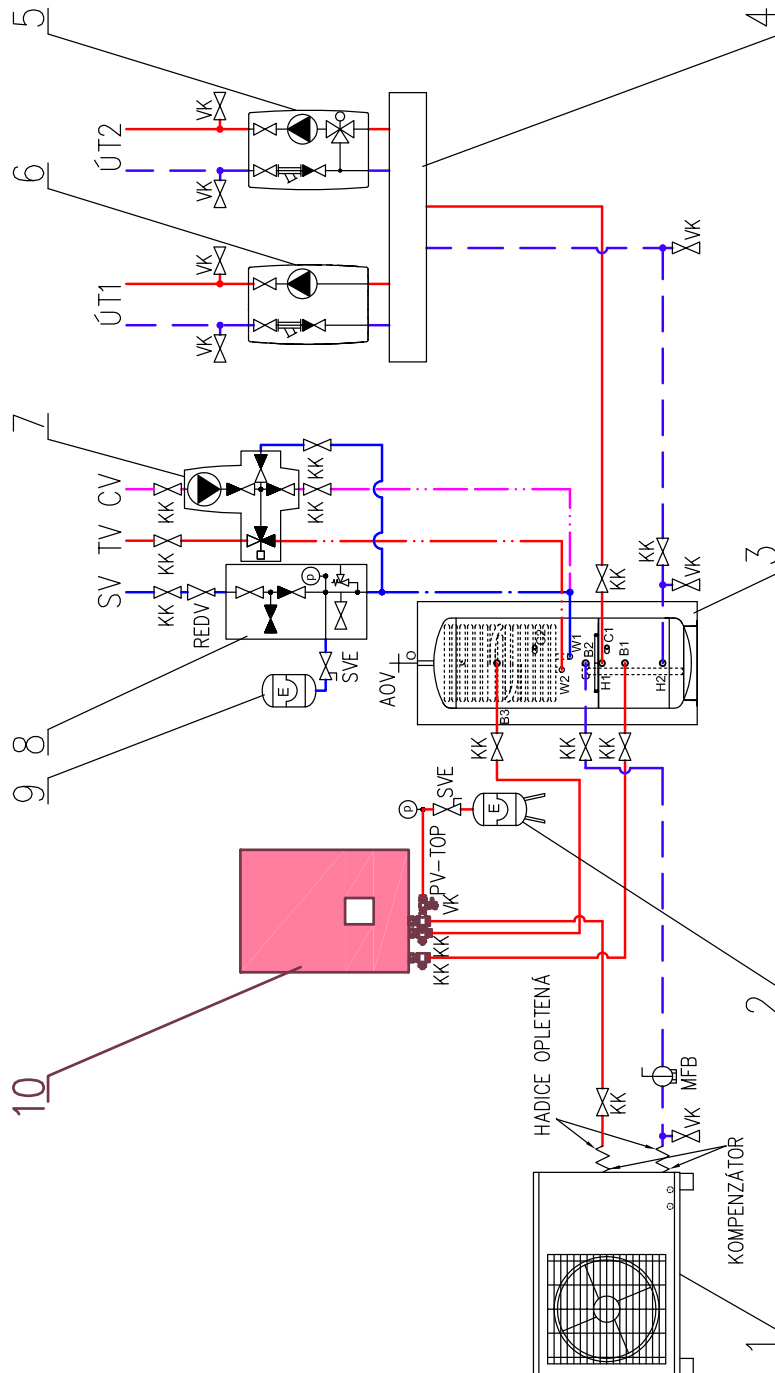 5
6
7
8
9
10
ÚT2
ÚT1
CV
TV
SV
VK
VK
VK
VK
KK
KK
KK
KK
KK
REDV
p
SVE
E
AOV
4
3
2
1
VK
KK
VK
KK
G2
W1
W2
B2
C1
H1
B1
H2
B3
KK
KK
KK
p
SVE
E
PV-TOP
VK
KK
KK
HADICE OPLETENÁ
KK
MFB
VK
KOMPENZÁTOR